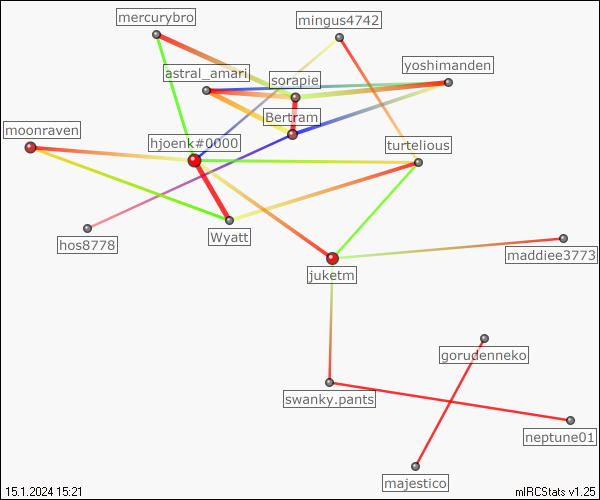 mercurybro
mingus4742
yoshimanden
astral_amari
sorapie
Bertram
moonraven
hjoenk#0000
turtelious
hos8778
Wyatt
maddiee3773
juketm
gorudenneko
swanky.pants
neptune01
majestico
15.1.2024 15:21
mIRCStats v1.25